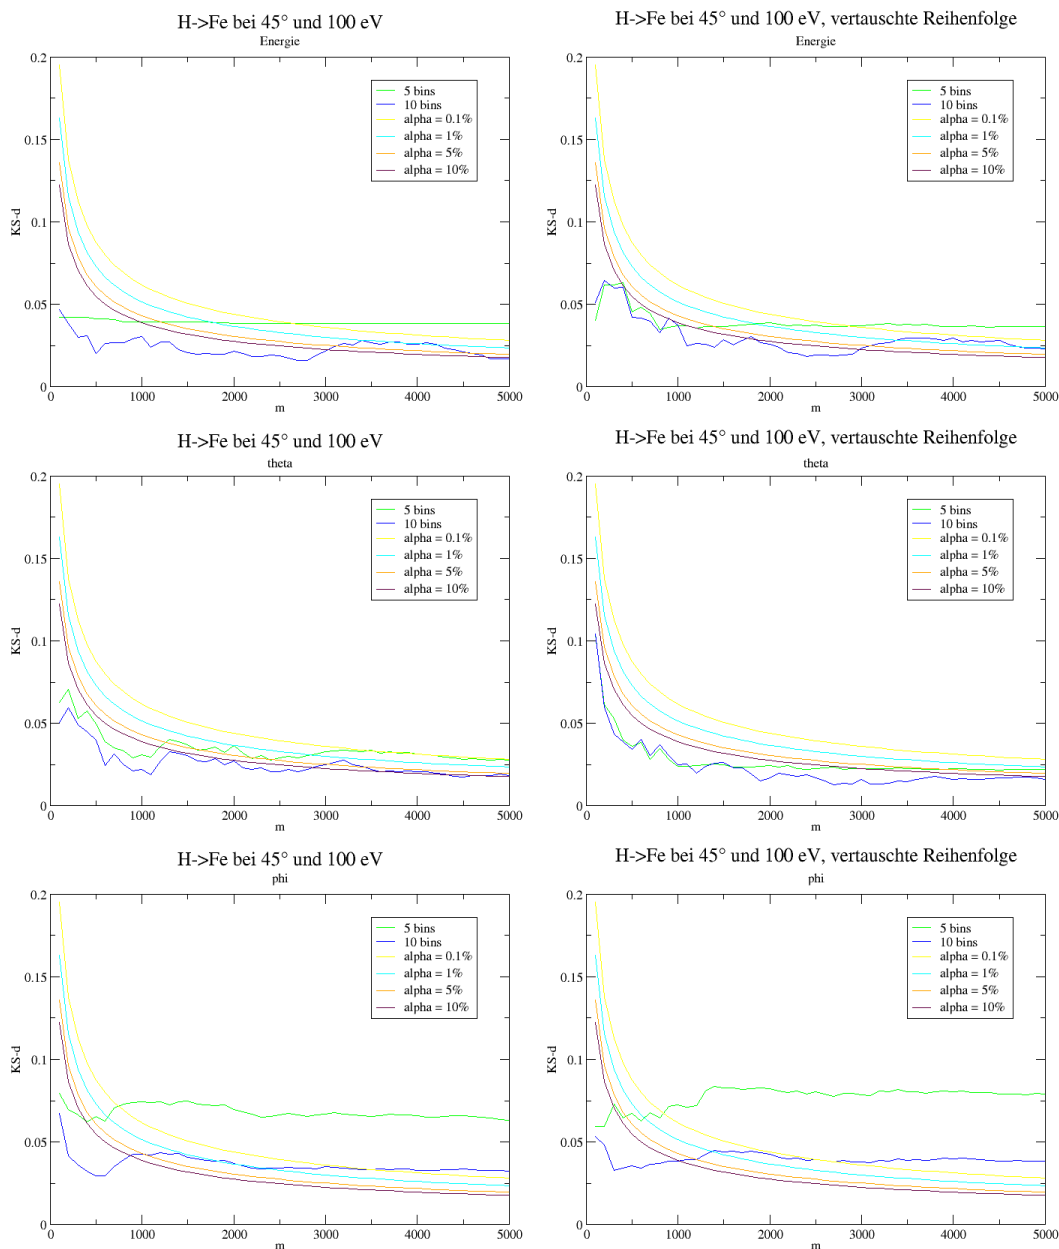 H->Fe bei 45° und 100 eV
Energie
KS-d
0.2
0.15
0.1
0.05
0
0 1000 2000 3000 4000 5000
m
5 bins
10 bins
alpha = 0.1%
alpha = 1%
alpha = 5%
alpha = 10%
H->Fe bei 45° und 100 eV, vertauschte Reihenfolge
Energie
KS-d
0.2
0.15
0.1
0.05
0
0 1000 2000 3000 4000 5000
m
5 bins
10 bins
alpha = 0.1%
alpha = 1%
alpha = 5%
alpha = 10%
H->Fe bei 45° und 100 eV
theta
KS-d
0.2
0.15
0.1
0.05
0
0 1000 2000 3000 4000 5000
m
5 bins
10 bins
alpha = 0.1%
alpha = 1%
alpha = 5%
alpha = 10%
H->Fe bei 45° und 100 eV, vertauschte Reihenfolge
theta
KS-d
0.2
0.15
0.1
0.05
0
0 1000 2000 3000 4000 5000
m
5 bins
10 bins
alpha = 0.1%
alpha = 1%
alpha = 5%
alpha = 10%
H->Fe bei 45° und 100 eV
phi
KS-d
0.2
0.15
0.1
0.05
0
0 1000 2000 3000 4000 5000
m
5 bins
10 bins
alpha = 0.1%
alpha = 1%
alpha = 5%
alpha = 10%
H->Fe bei 45° und 100 eV, vertauschte Reihenfolge
phi
KS-d
0.2
0.15
0.1
0.05
0
0 1000 2000 3000 4000 5000
m
5 bins
10 bins
alpha = 0.1%
alpha = 1%
alpha = 5%
alpha = 10%